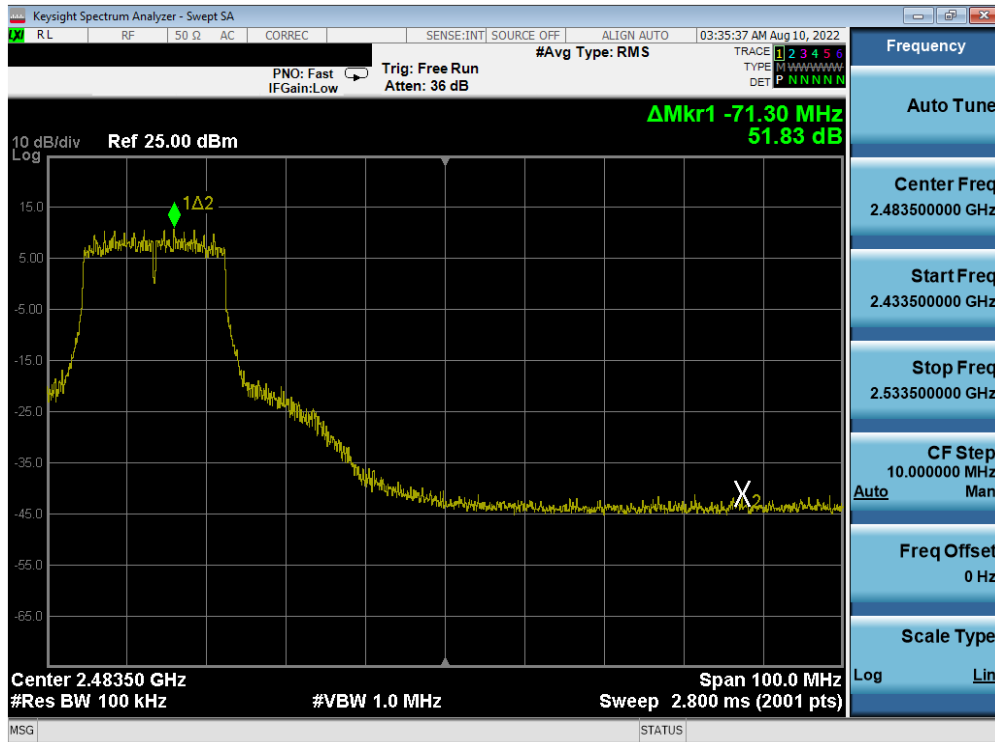 Keysight Spectrum Analyzer - Swept SA
LXI RL RF 50 Ω AC CORREC SENSE:INT SOURCE OFF ALIGN AUTO 03:35:37 AM Aug 10, 2022
#Avg Type: RMS
TRACE 1 2 3 4 5 6
TYPE M W W W W W
DET P N N N N N
PNO: Fast
IFGain:Low
Trig: Free Run
Atten: 36 dB
ΔMkr1 -71.30 MHz
51.83 dB
10 dB/div
Log
Ref 25.00 dBm
15.0
5.00
-5.00
-15.0
-25.0
-35.0
-45.0
-55.0
-65.0
1Δ2
X2
Center 2.48350 GHz
Span 100.0 MHz
#Res BW 100 kHz
#VBW 1.0 MHz
Sweep 2.800 ms (2001 pts)
MSG
STATUS
Frequency
Auto Tune
Center Freq
2.483500000 GHz
Start Freq
2.433500000 GHz
Stop Freq
2.533500000 GHz
CF Step
10.000000 MHz
Auto Man
Freq Offset
0 Hz
Scale Type
Log Lin